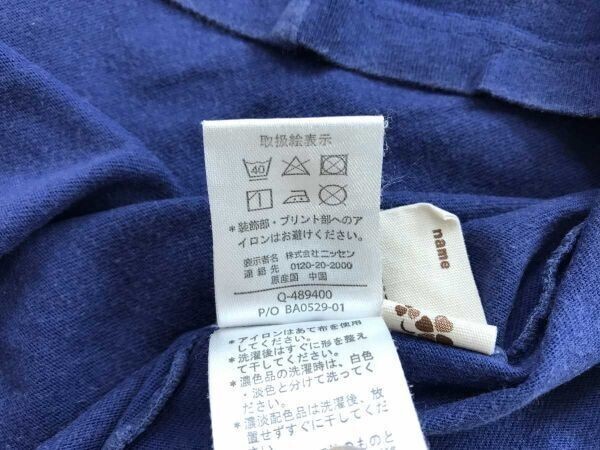 取扱絵表示
40
*装飾部・プリント部へのア
イロンはお避けください。
表示者名 株式会社ニッセン
連絡先 0120-20-2000
原産国 中国
Q-489400
P/O BA0529-01
name
*アイロンはあて布を使用
してください。
*洗濯後はすぐに形を整え
て干してください。
*濃色品の洗濯時は、白色
・淡色と分けて洗ってく
ださい。
*濃淡配色品は洗濯後、放
置せずすぐに干してくだ
さい。
のものと